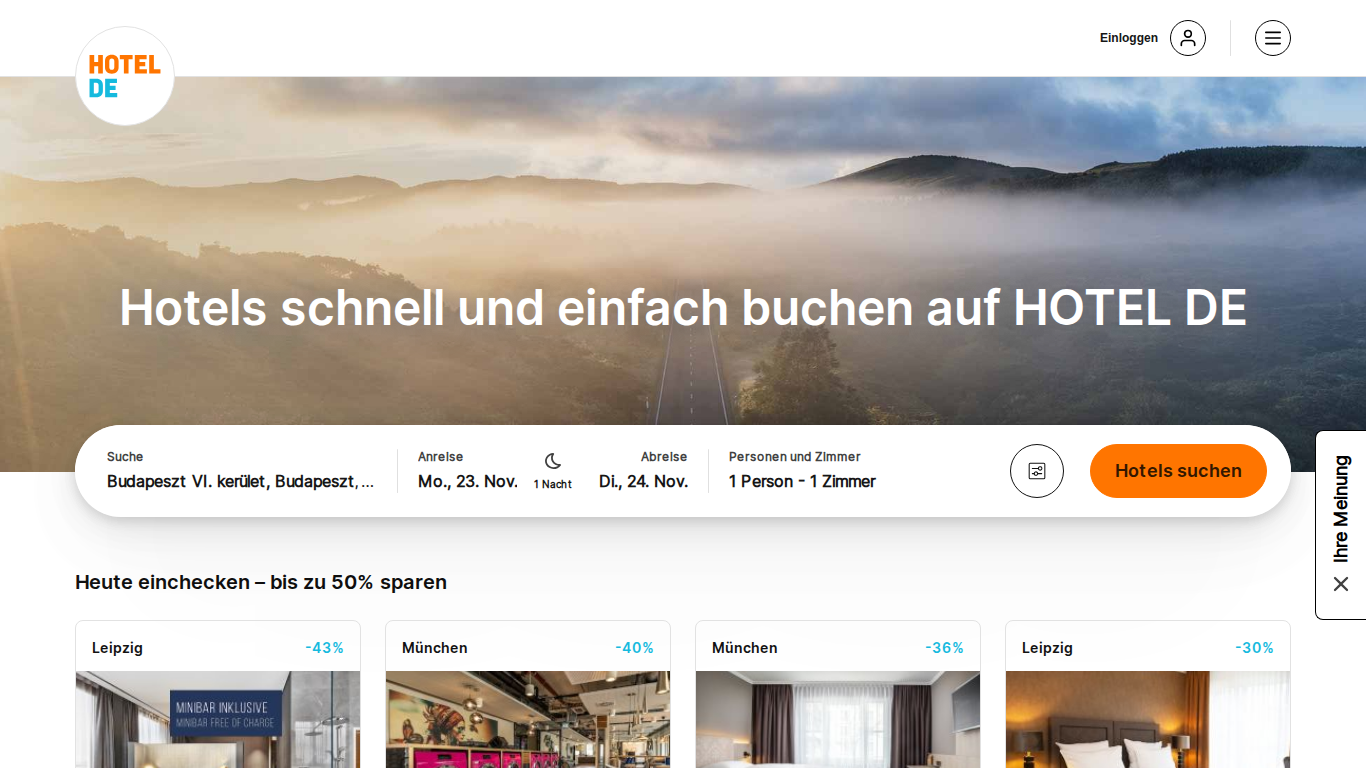 HOTEL
DE
Einloggen
Hotels schnell und einfach buchen auf HOTEL DE
Suche
Budapeszt VI. kerület, Budapeszt, ...
Anreise
Mo., 23. Nov.
1 Nacht
Abreise
Di., 24. Nov.
Personen und Zimmer
1 Person - 1 Zimmer
Hotels suchen
Ihre Meinung
Heute einchecken – bis zu 50% sparen
Leipzig
-43%
München
-40%
München
-36%
Leipzig
-30%
MINIBAR INKLUSIVE
MINIBAR FREE OF CHARGE